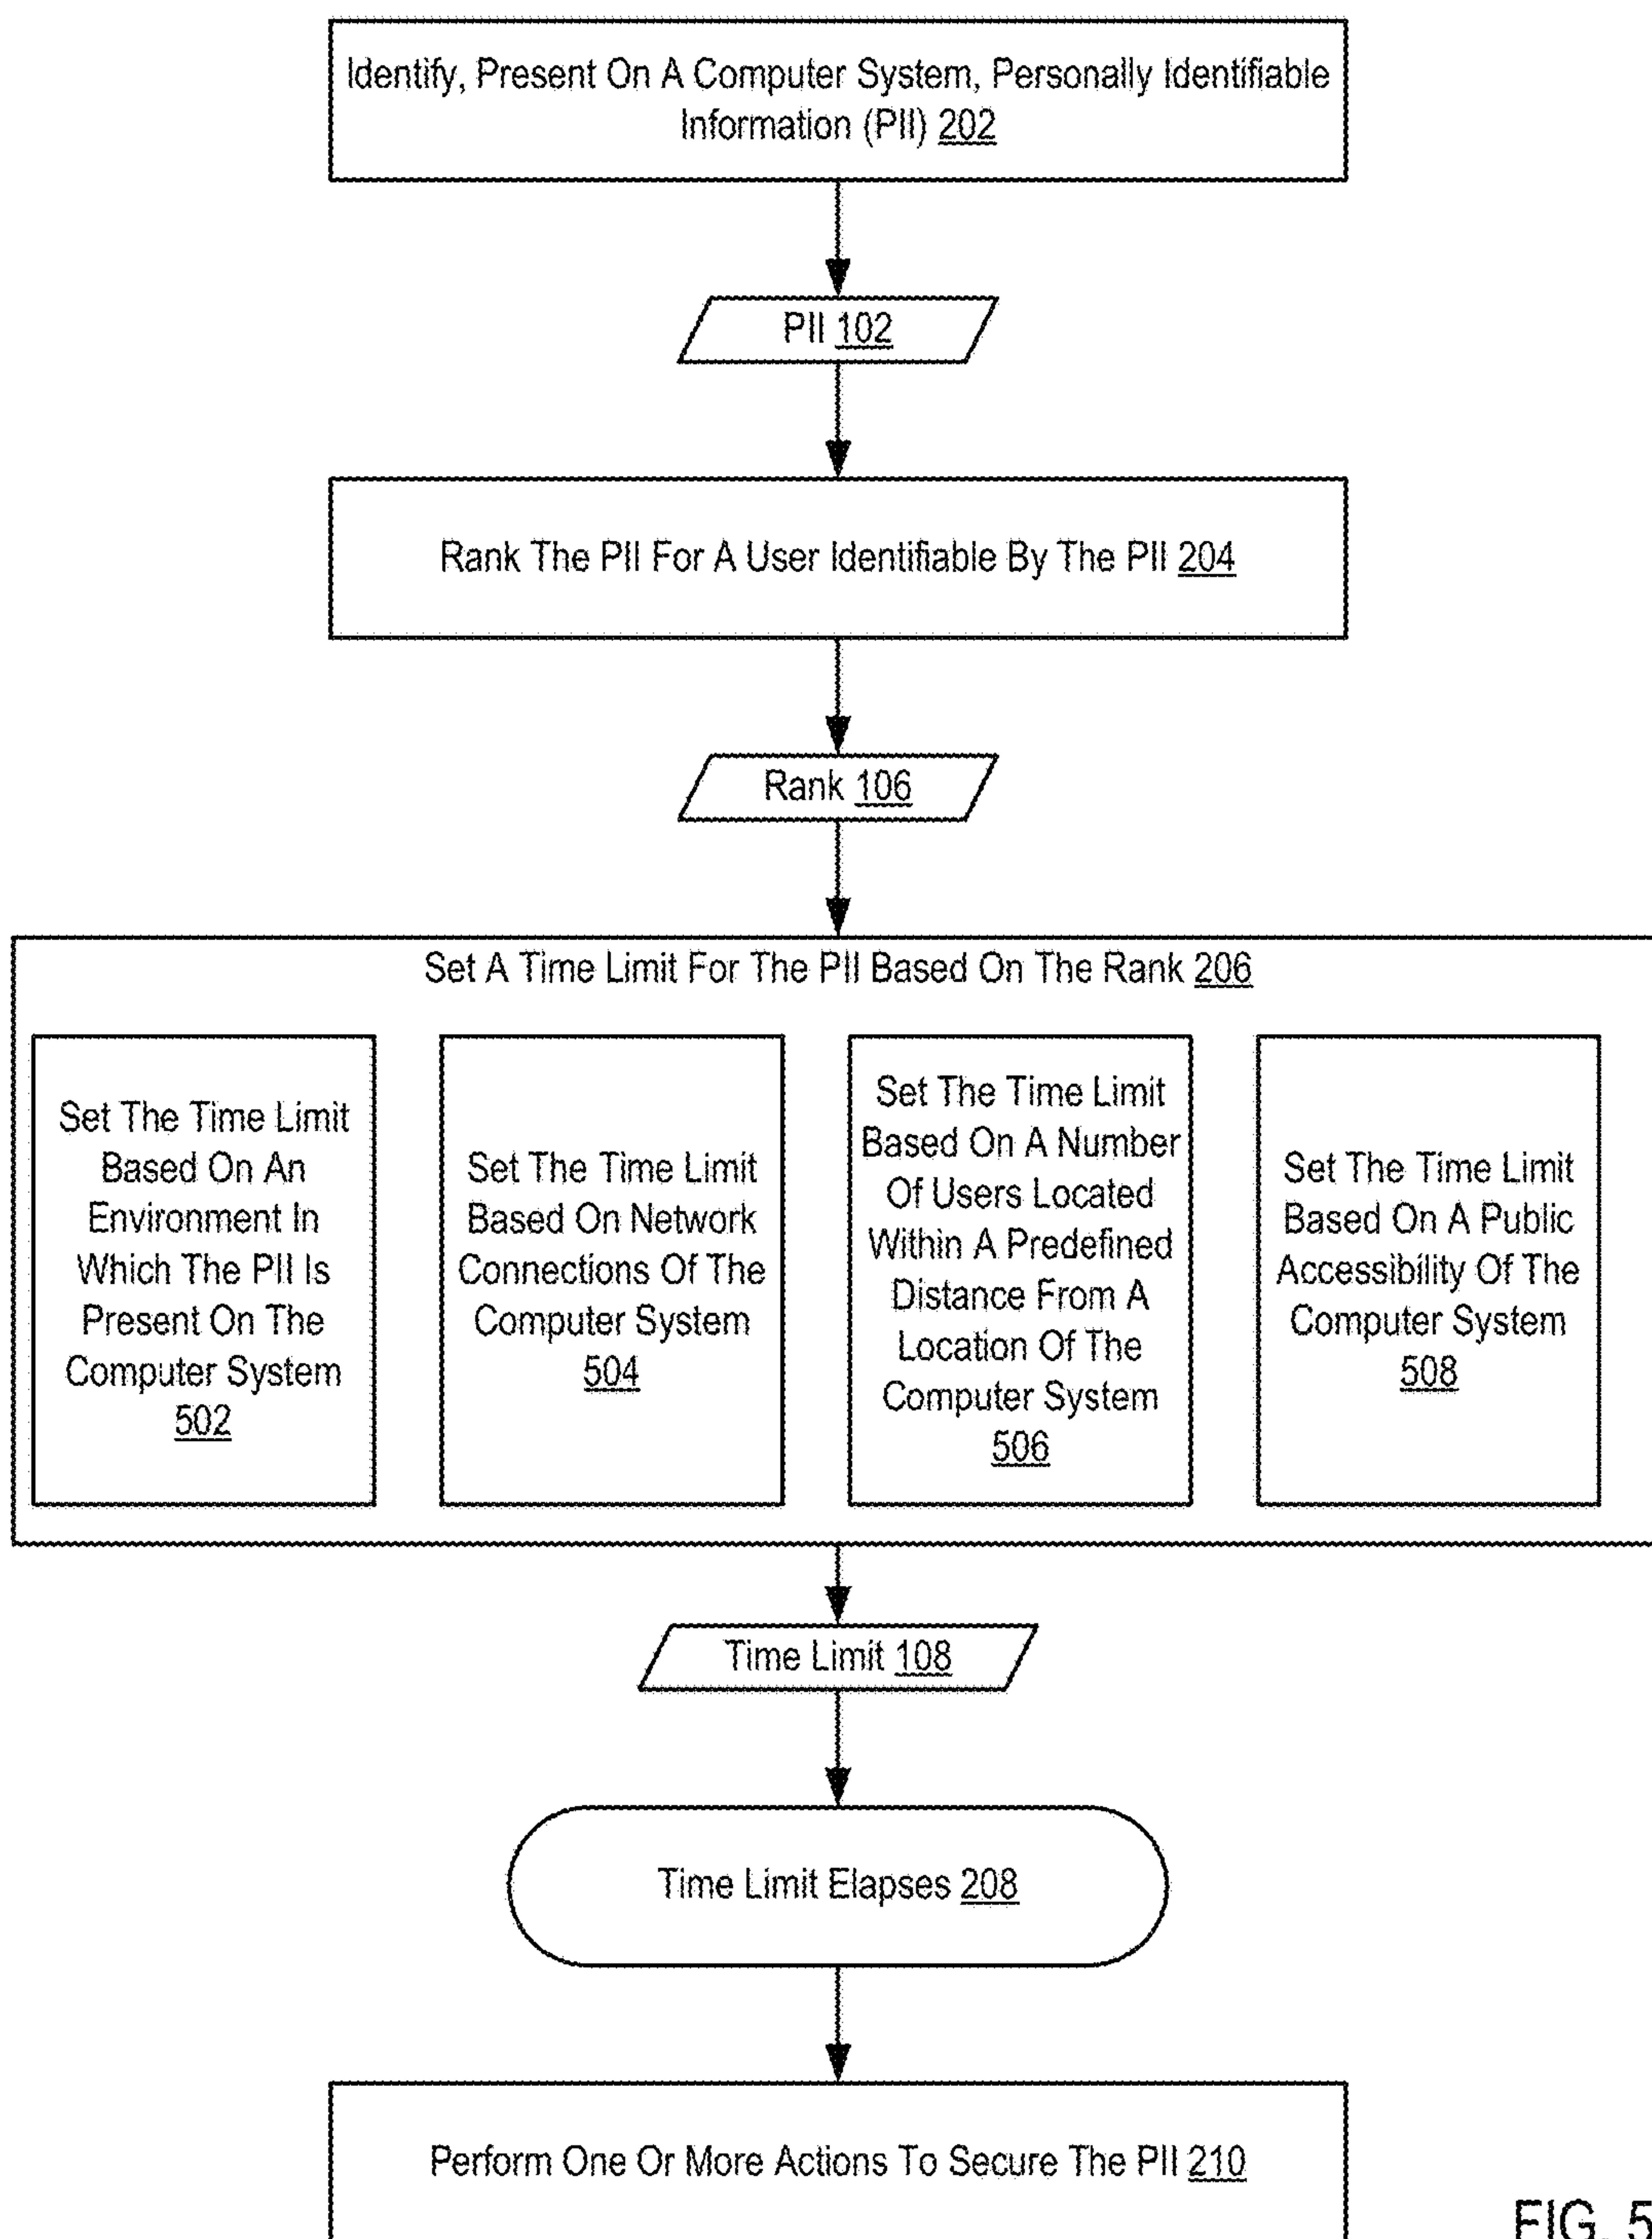 Identify, Present On A Computer System, Personally Identifiable
Information (PII) 202
PII 102
Rank The PII For A User Identifiable By The PII 204
Rank 106
Set A Time Limit For The PII Based On The Rank 206
Set The Time Limit
Based On An
Environment In
Which The PII Is
Present On The
Computer System
502
Set The Time Limit
Based On Network
Connections Of The
Computer System
504
Set The Time Limit
Based On A Number
Of Users Located
Within A Predefined
Distance From A
Location Of The
Computer System
506
Set The Time Limit
Based On A Public
Accessibility Of The
Computer System
508
Time Limit 108
Time Limit Elapses 208
Perform One Or More Actions To Secure The PII 210
FIG. 5